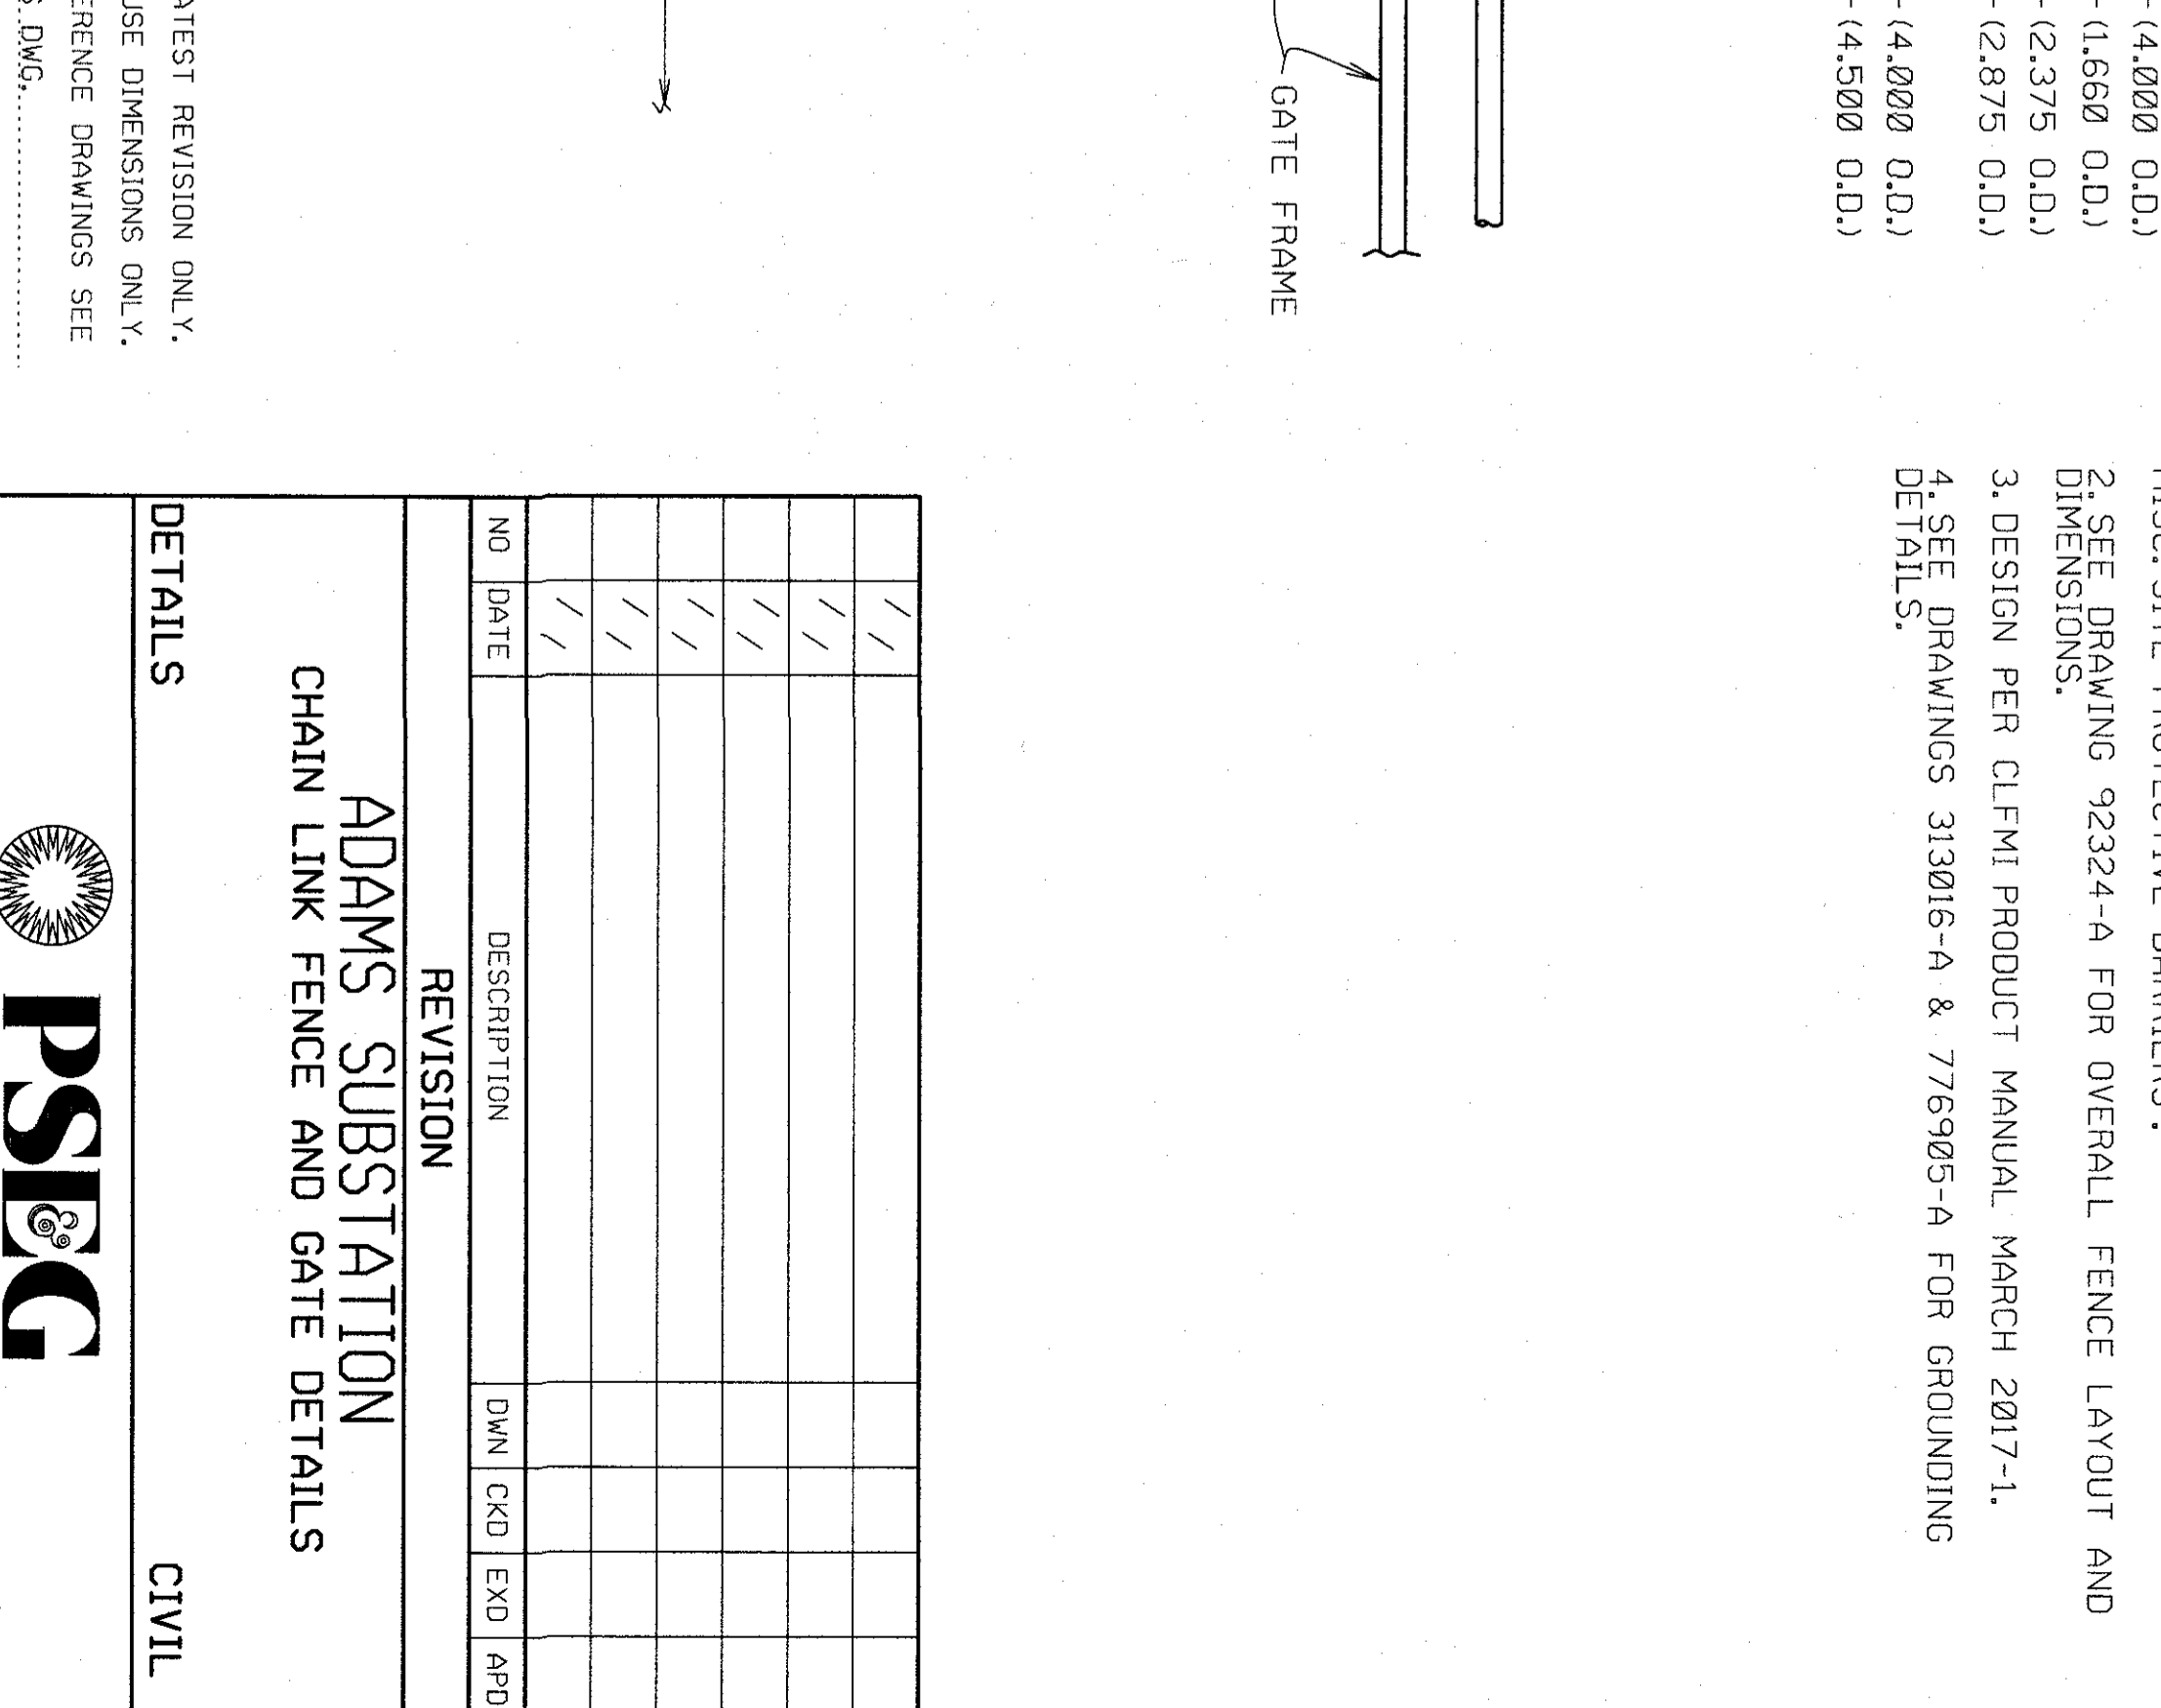 (4.000 O.D.)
(1.660 O.D.)
(2.375 O.D.)
(2.875 O.D.)
(4.000 O.D.)
(4.500 O.D.)
GATE FRAME
2. SEE DRAWING 92324-A FOR OVERALL FENCE LAYOUT AND
DIMENSIONS.
3. DESIGN PER CLFMI PRODUCT MANUAL MARCH 2017-1.
4. SEE DRAWINGS 313016-A & 776905-A FOR GROUNDING
DETAILS.
REVISION ONLY.
USE DIMENSIONS ONLY.
DRAWINGS SEE
DWG.
NO DATE DESCRIPTION DWN CKD EXD APD
REVISION
ADAMS SUBSTATION
CHAIN LINK FENCE AND GATE DETAILS
DETAILS CIVIL
PSEG